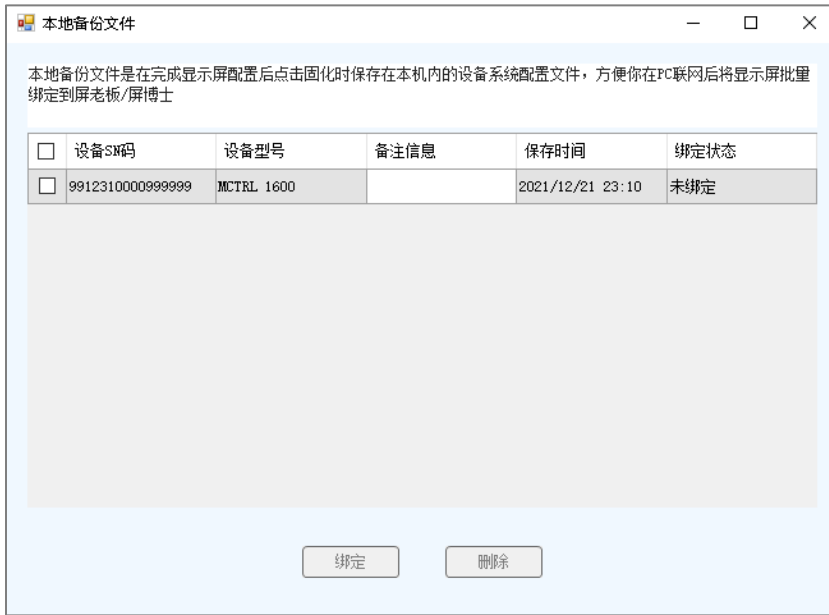 本地备份文件
本地备份文件是在完成显示屏配置后点击固化时保存在本机内的设备系统配置文件，方便你在PC联网后将显示屏批量
绑定到屏老板/屏博士
设备SN码 设备型号 备注信息 保存时间 绑定状态
9912310000999999 MCTRL 1600 2021/12/21 23:10 未绑定
绑定 删除